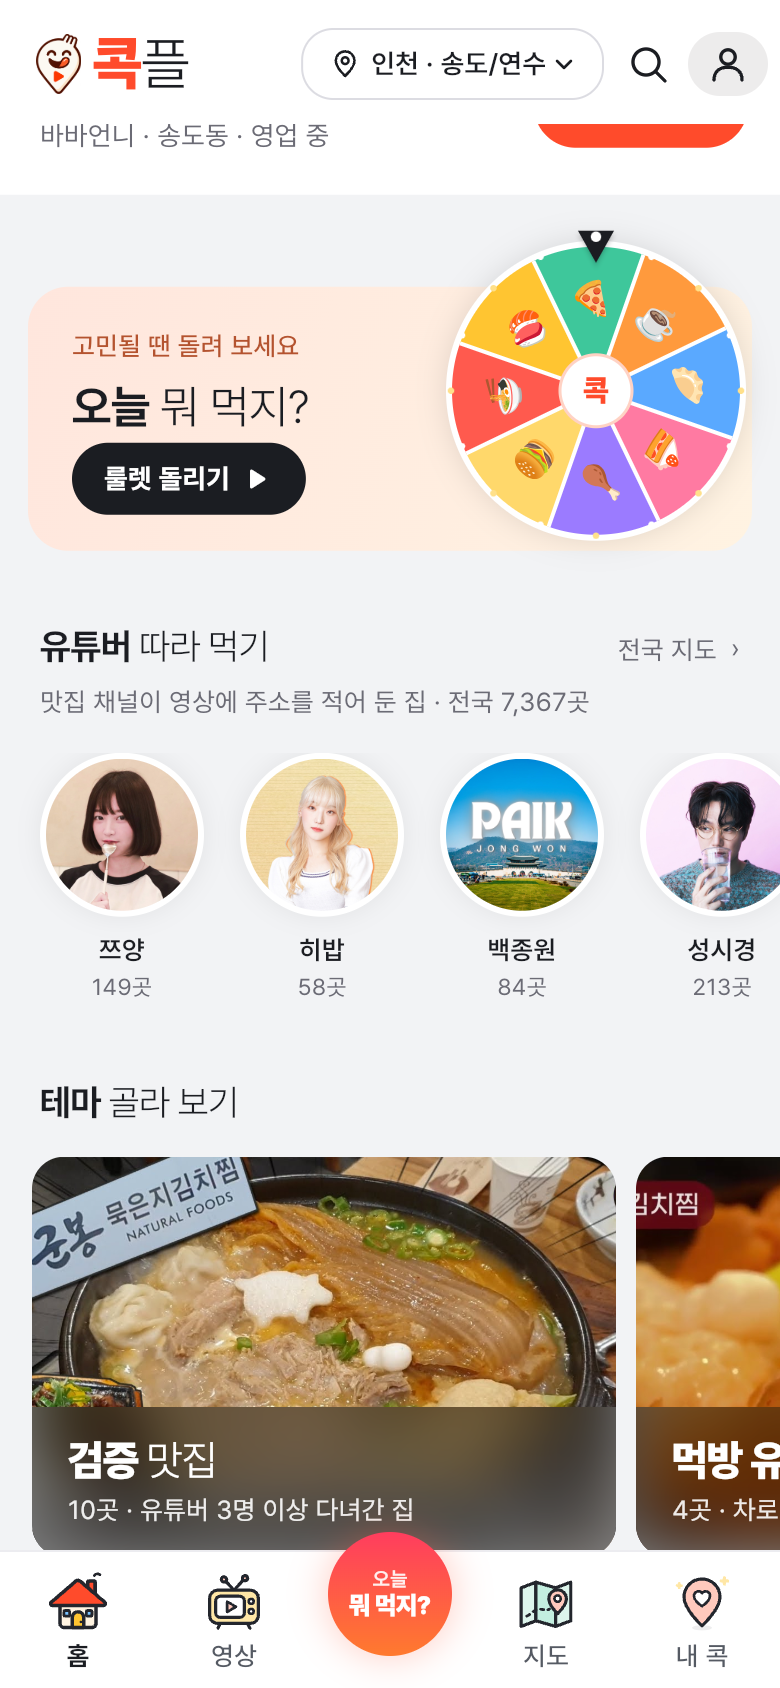 콕플
인천 · 송도/연수
바바언니 · 송도동 · 영업 중
고민될 땐 돌려 보세요
오늘 뭐 먹지?
룰렛 돌리기
콕
유튜버 따라 먹기
전국 지도 ›
맛집 채널이 영상에 주소를 적어 둔 집 · 전국 7,367곳
PAIK
JONG WON
쯔양
히밥
백종원
성시경
149곳
58곳
84곳
213곳
테마 골라 보기
군봉 묵은지김치찜
NATURAL FOODS
김치찜
검증 맛집
10곳 · 유튜버 3명 이상 다녀간 집
먹방 유
4곳 · 차로
오늘
뭐 먹지?
홈
영상
지도
내 콕